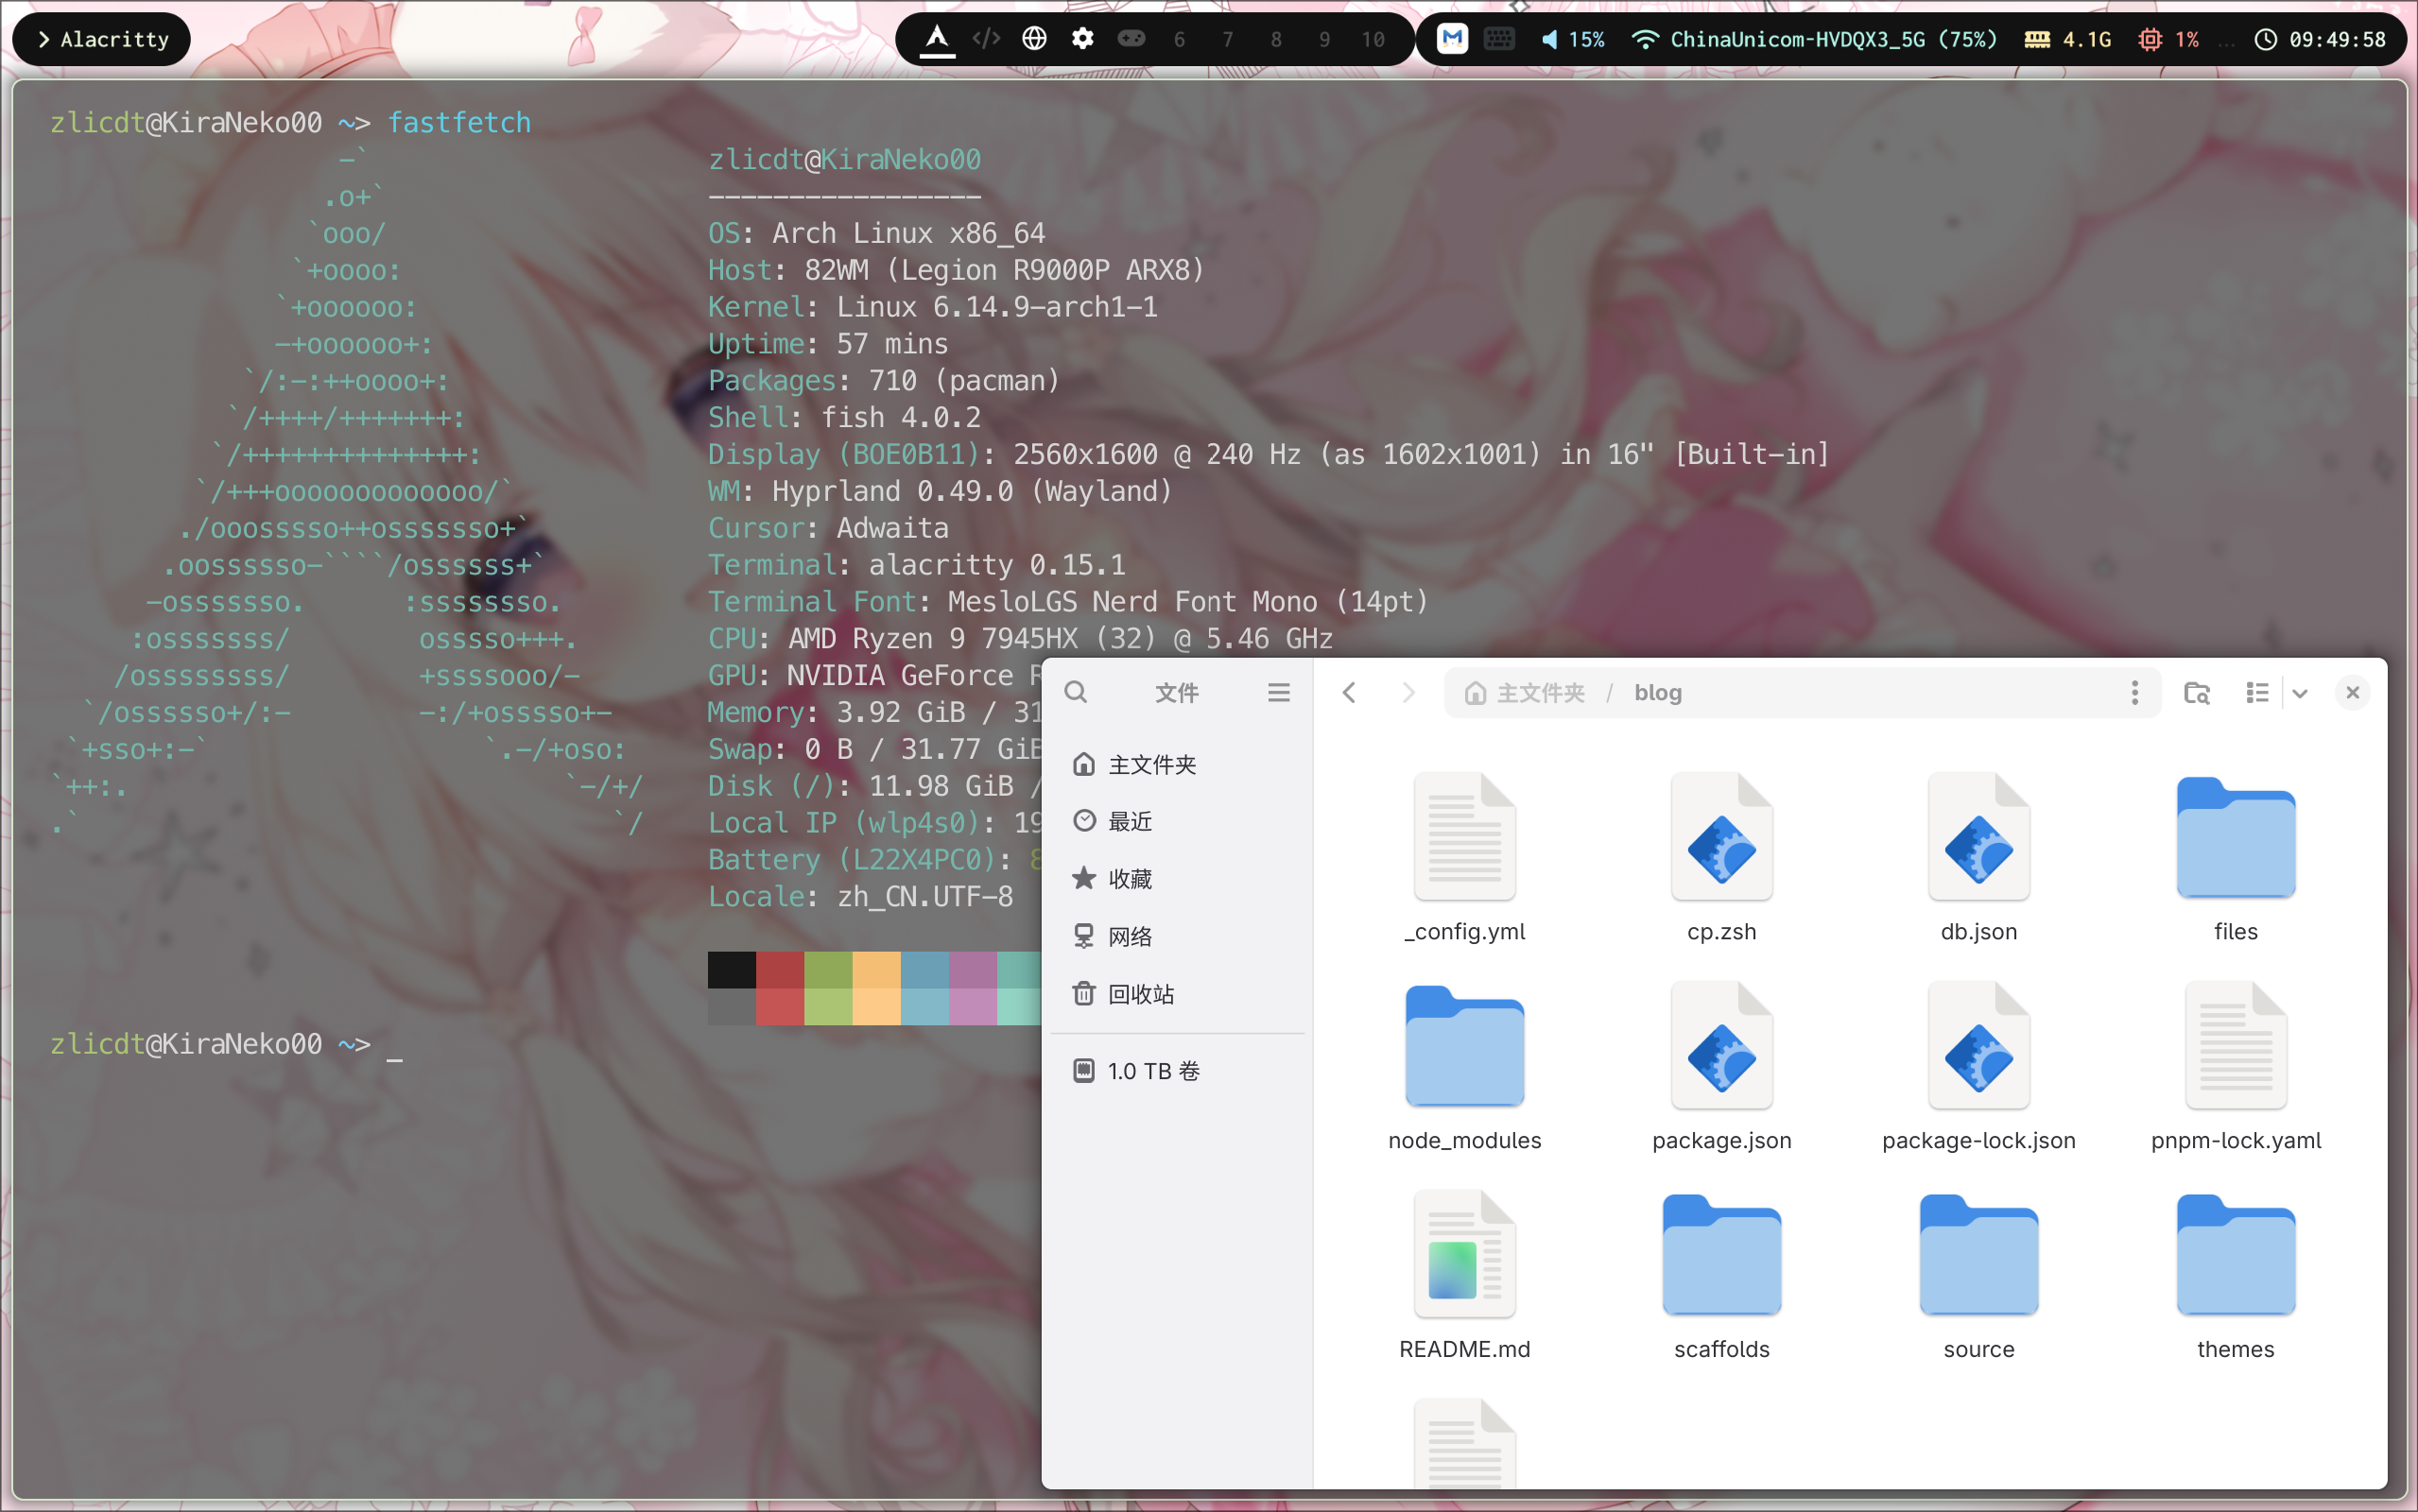 Alacritty
6 7 8 9 10
15% ChinaUnicom-HVDQX3_5G (75%) 4.1G 1% ... 09:49:58
zlicdt@KiraNeko00 ~> fastfetch
-`
.o+`
`ooo/
`+oooo:
`+oooooo:
-+oooooo+:
`/:-:++oooo+:
`/++++/+++++++:
`/++++++++++++++:
`/+++ooooooooooooo/`
./ooosssso++osssssso+`
.oossssso-````/ossssss+`
-osssssso. :ssssssso.
:osssssss/ osssso+++.
/ossssssss/ +ssssooo/-
`/ossssso+/:- -:/+osssso+-
`+sso+:-` `.-/+oso:
`++:. `-/+/
.` `/
zlicdt@KiraNeko00
-----------------
OS: Arch Linux x86_64
Host: 82WM (Legion R9000P ARX8)
Kernel: Linux 6.14.9-arch1-1
Uptime: 57 mins
Packages: 710 (pacman)
Shell: fish 4.0.2
Display (BOE0B11): 2560x1600 @ 240 Hz (as 1602x1001) in 16" [Built-in]
WM: Hyprland 0.49.0 (Wayland)
Cursor: Adwaita
Terminal: alacritty 0.15.1
Terminal Font: MesloLGS Nerd Font Mono (14pt)
CPU: AMD Ryzen 9 7945HX (32) @ 5.46 GHz
GPU: NVIDIA GeForce
Memory: 3.92 GiB / 31
Swap: 0 B / 31.77 GiB
Disk (/): 11.98 GiB /
Local IP (wlp4s0): 19
Battery (L22X4PC0): 8
Locale: zh_CN.UTF-8
zlicdt@KiraNeko00 ~> _
文件
主文件夹
最近
收藏
网络
回收站
1.0 TB 卷
主文件夹 / blog
_config.yml
cp.zsh
db.json
files
node_modules
package.json
package-lock.json
pnpm-lock.yaml
README.md
scaffolds
source
themes